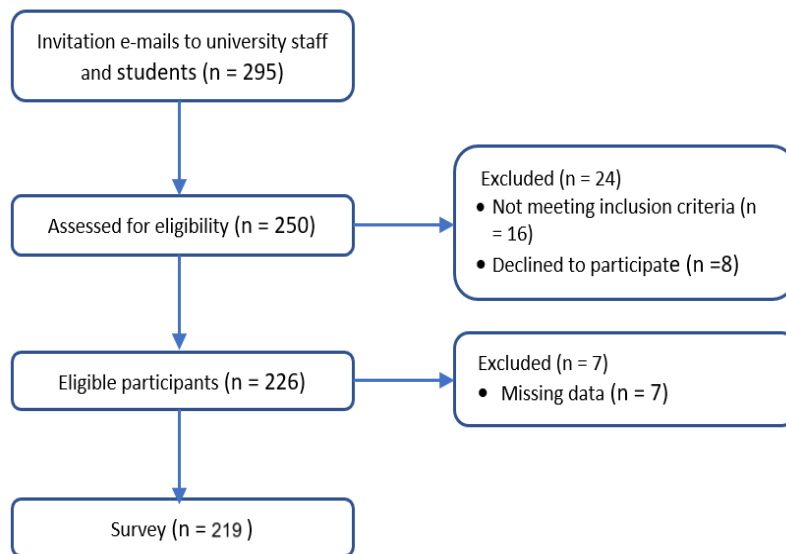 Invitation e-mails to university staff
and students (n = 295)
Assessed for eligibility (n = 250)
Excluded (n = 24)
• Not meeting inclusion criteria (n
= 16)
• Declined to participate (n =8)
Eligible participants (n = 226)
Excluded (n = 7)
• Missing data (n = 7)
Survey (n = 219 )